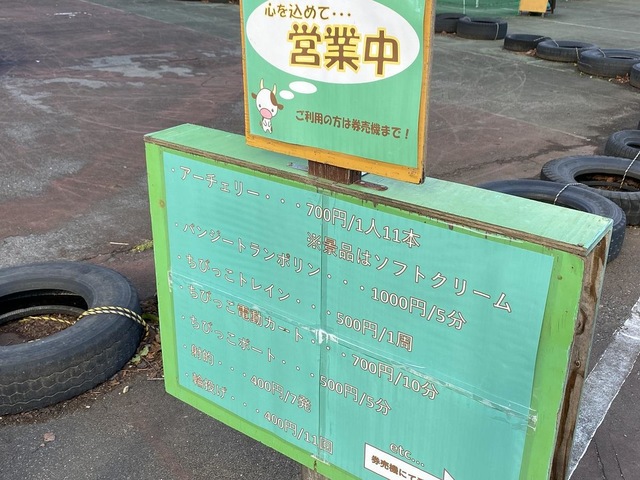 心を込めて・・・
営業中
ご利用の方は券売機まで！
・アーチェリー・・・700円/1人11本
※景品はソフトクリーム
・バンジートランポリン・・・1000円/5分
・ちびっこトレイン・・・500円/1周
・ちびっこ電動カート・・・700円/10分
・ちびっこボート・・・500円/5分
・射的・・・400円/7発
・輪投げ・・・400円/11回
etc...
券売機にて